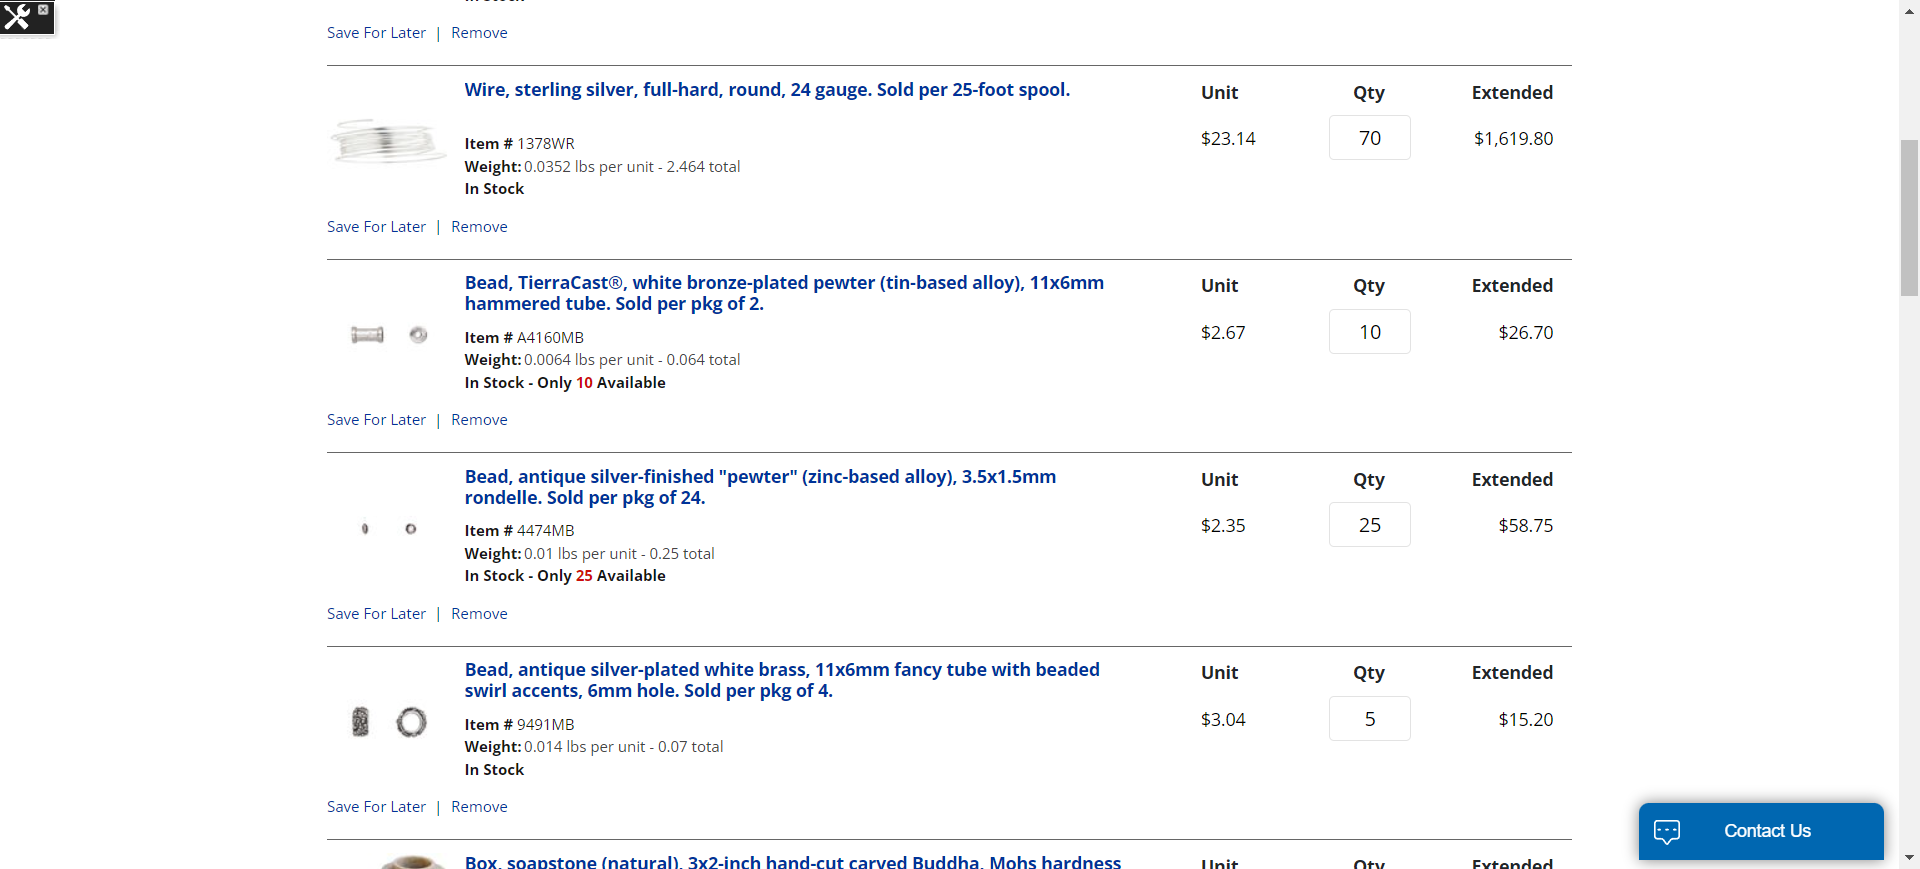 Save For Later | Remove
Wire, sterling silver, full-hard, round, 24 gauge. Sold per 25-foot spool.
Unit Qty Extended
$23.14 70 $1,619.80
Item # 1378WR
Weight: 0.0352 lbs per unit - 2.464 total
In Stock
Save For Later | Remove
Bead, TierraCast®, white bronze-plated pewter (tin-based alloy), 11x6mm
hammered tube. Sold per pkg of 2.
Unit Qty Extended
$2.67 10 $26.70
Item # A4160MB
Weight: 0.0064 lbs per unit - 0.064 total
In Stock - Only 10 Available
Save For Later | Remove
Bead, antique silver-finished "pewter" (zinc-based alloy), 3.5x1.5mm
rondelle. Sold per pkg of 24.
Unit Qty Extended
$2.35 25 $58.75
Item # 4474MB
Weight: 0.01 lbs per unit - 0.25 total
In Stock - Only 25 Available
Save For Later | Remove
Bead, antique silver-plated white brass, 11x6mm fancy tube with beaded
swirl accents, 6mm hole. Sold per pkg of 4.
Unit Qty Extended
$3.04 5 $15.20
Item # 9491MB
Weight: 0.014 lbs per unit - 0.07 total
In Stock
Save For Later | Remove
Box, soapstone (natural), 3x2-inch hand-cut carved Buddha, Mohs hardness
Unit Qty Extended
Contact Us